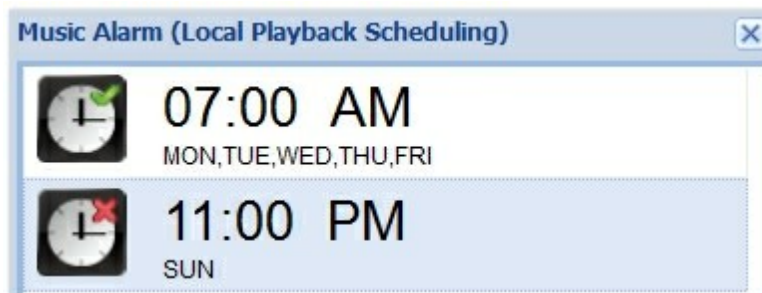 Music Alarm (Local Playback Scheduling)
07:00 AM
MON,TUE,WED,THU,FRI
11:00 PM
SUN